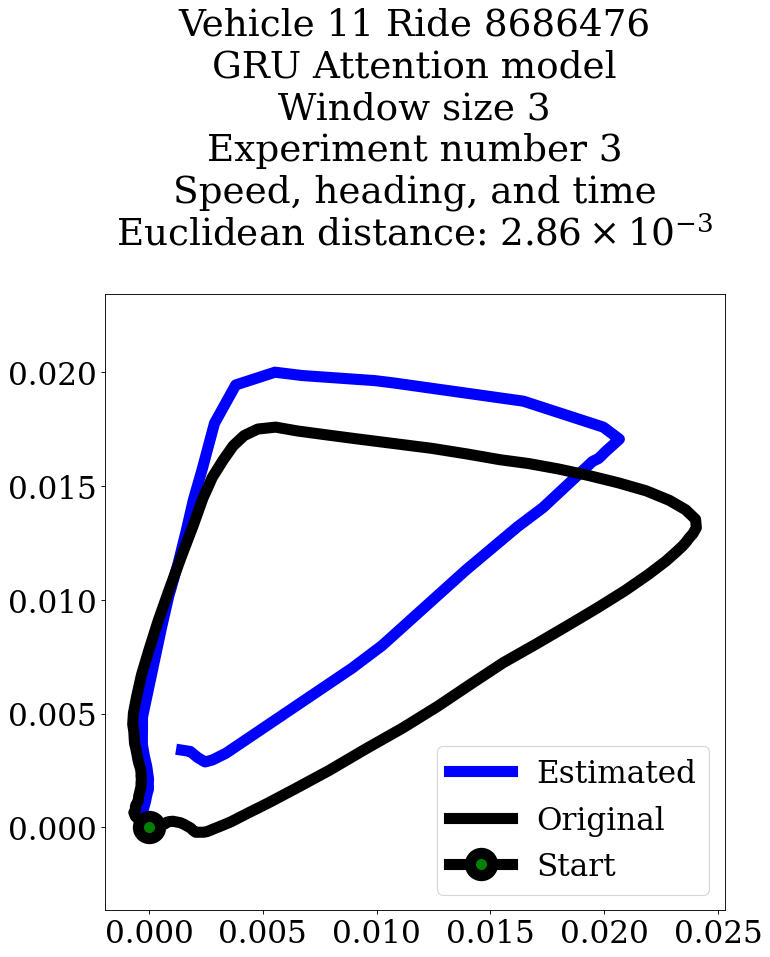 Vehicle 11 Ride 8686476
GRU Attention model
Window size 3
Experiment number 3
Speed, heading, and time
Euclidean distance: 2.86 × 10⁻³
0.020
0.015
0.010
0.005
0.000
Estimated
Original
Start
0.000 0.005 0.010 0.015 0.020 0.025